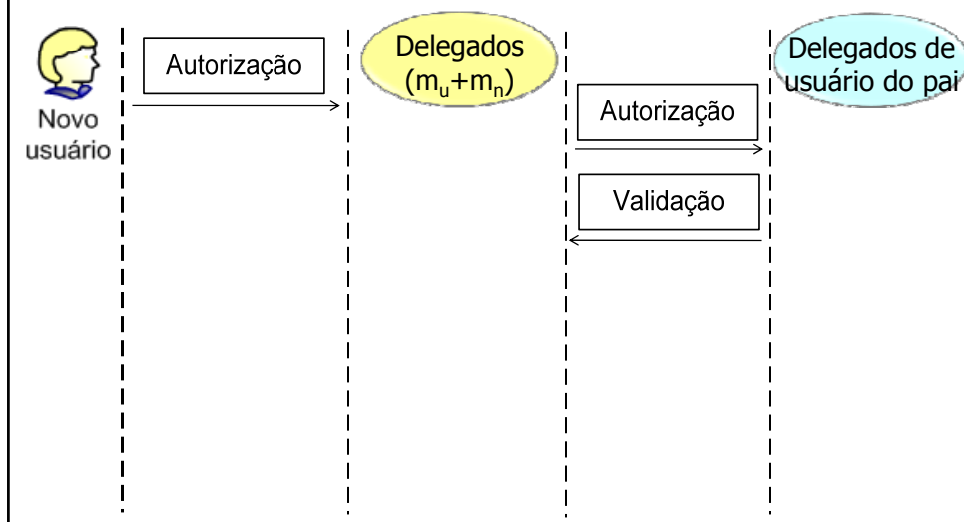 Novo
usuário
Autorização
Delegados
(mu+mn)
Autorização
Validação
Delegados de
usuário do pai